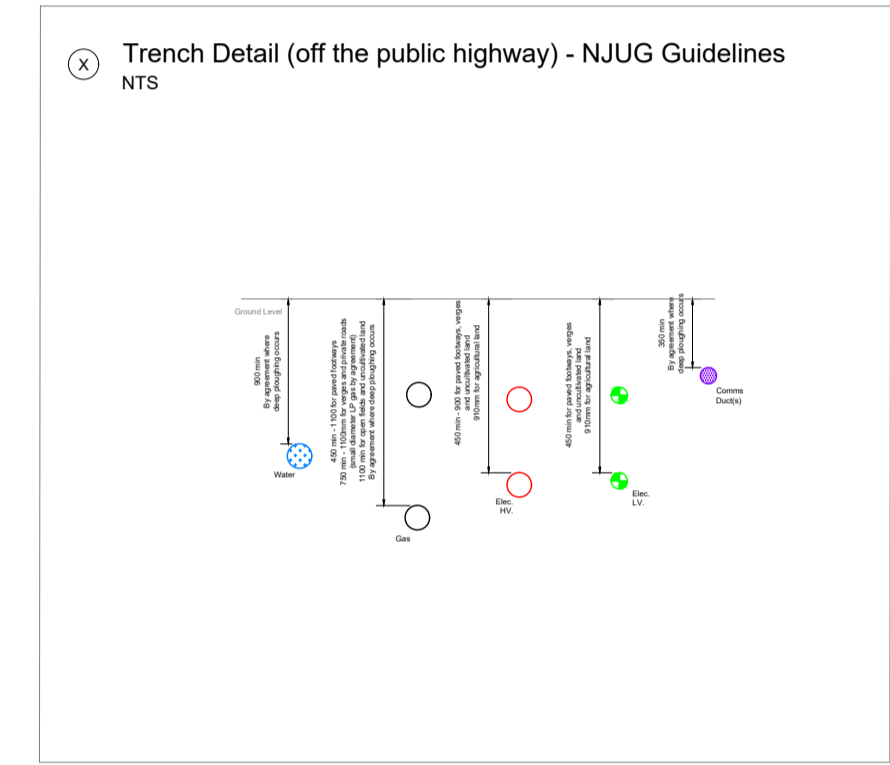 X
Trench Detail (off the public highway) - NJUG Guidelines
NTS
Ground Level
900 min
By agreement where
deep ploughing occurs
Water
450 min - 1100 for paved footways
750 min - 1100mm for verges and private roads
(small diameter LP gas by agreement)
1100 min for open fields and uncultivated land
By agreement where deep ploughing occurs
Gas
450 min - 900 for paved footways, verges
and uncultivated land
910mm for agricultural land
Elec.
HV.
450 min for paved footways, verges
and uncultivated land
910mm for agricultural land
Elec.
LV.
350 min
By agreement where
deep ploughing occurs
Comms
Duct(s)